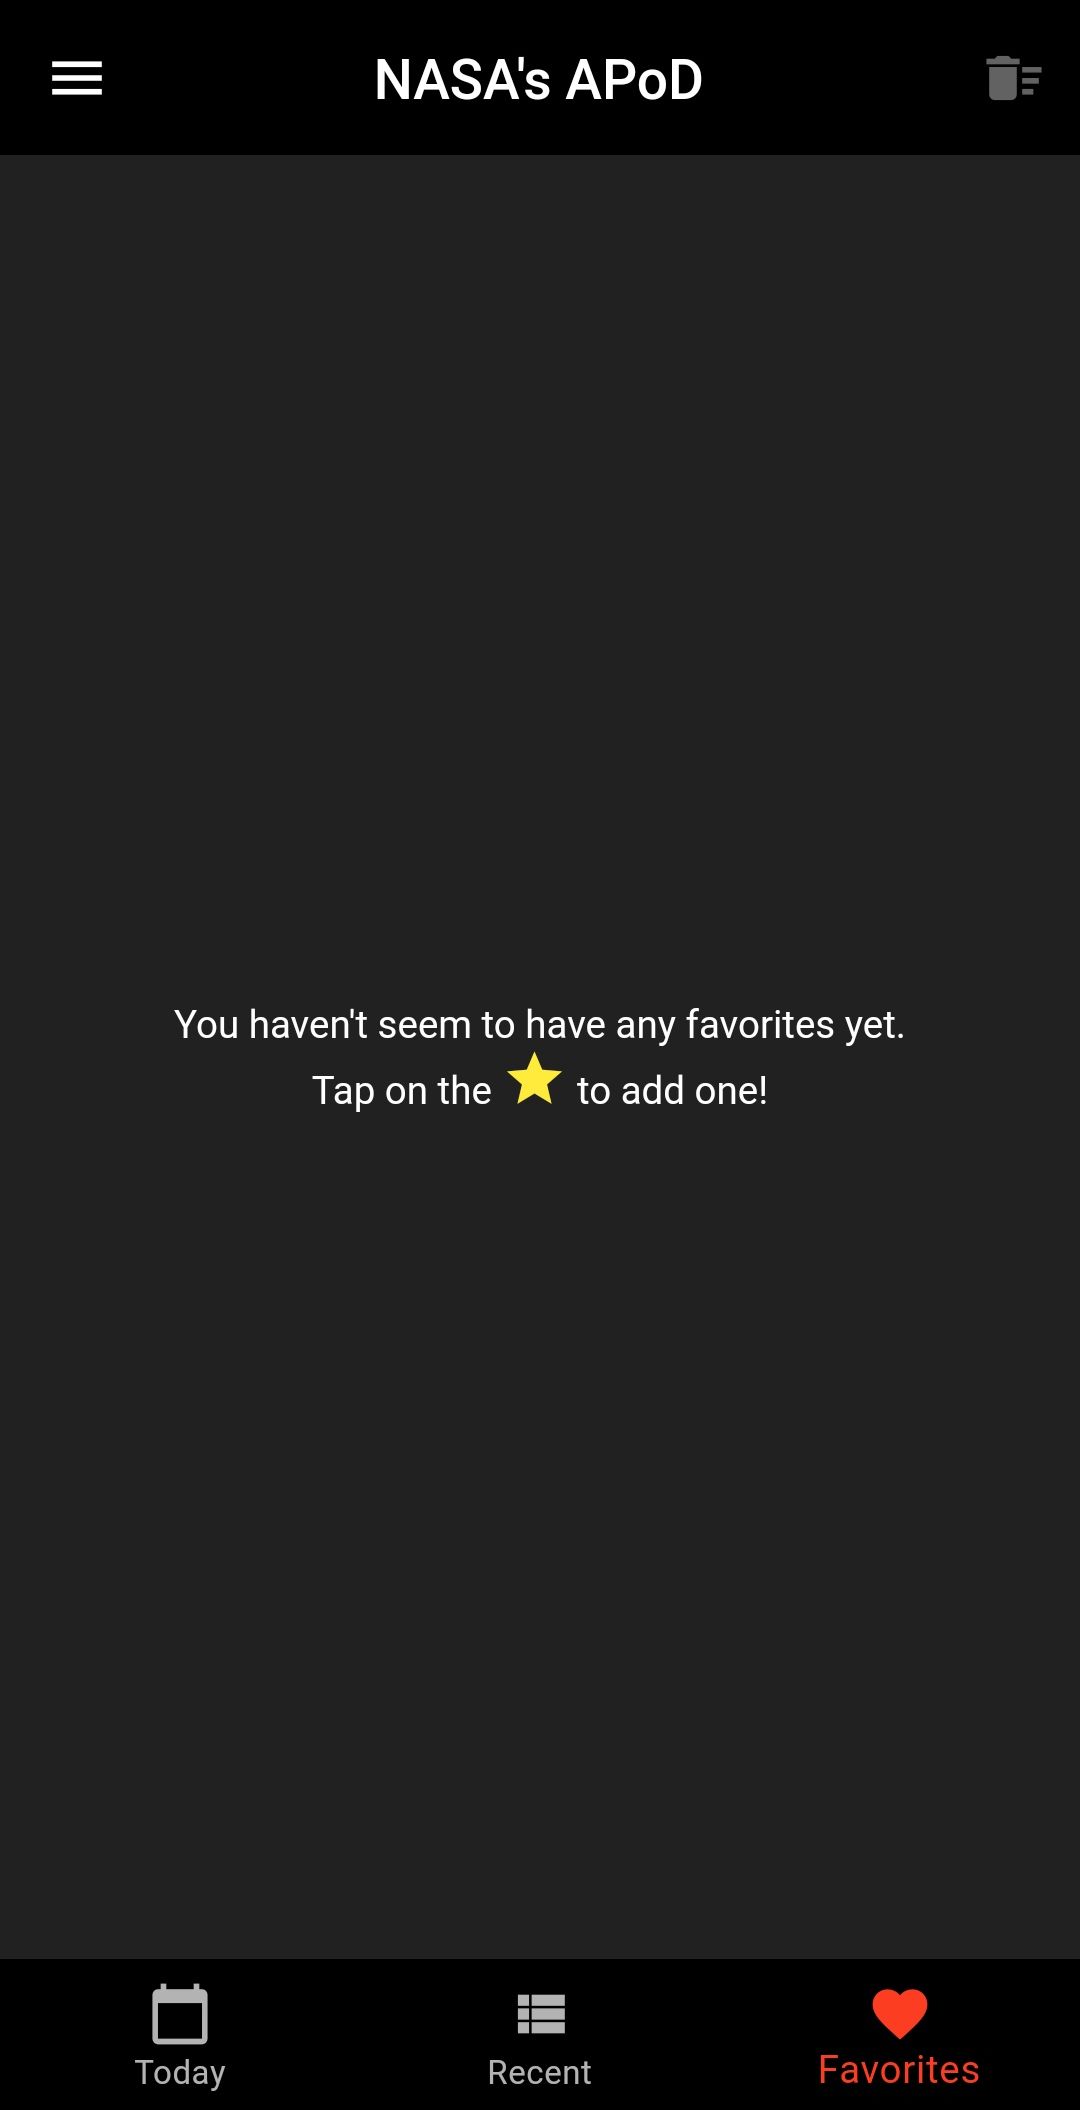 NASA's APoD
You haven't seem to have any favorites yet.
Tap on the to add one!
Today
Recent
Favorites